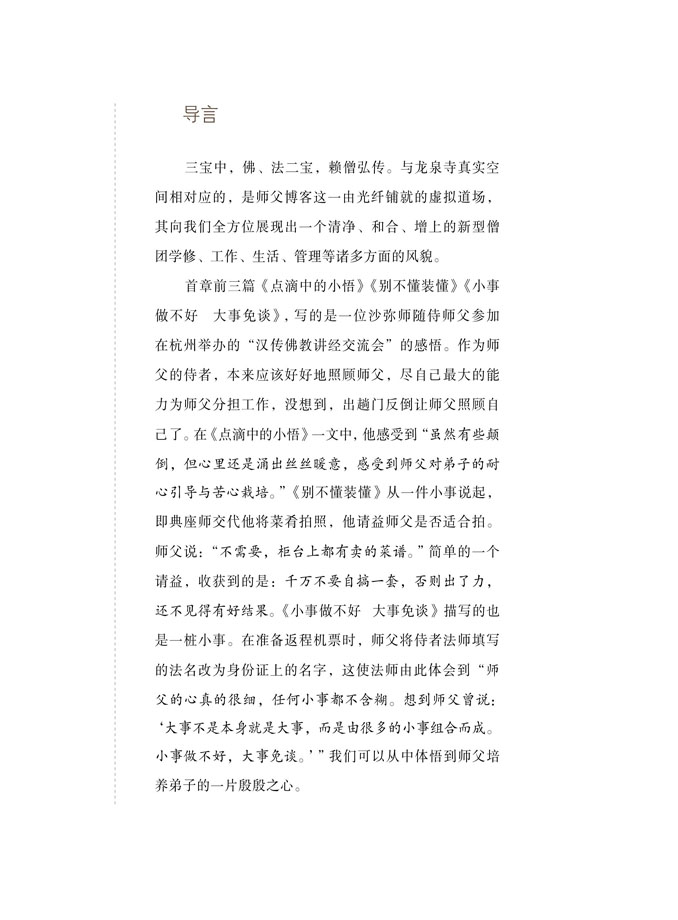 导言
三宝中，佛、法二宝，赖僧弘传。与龙泉寺真实空
间相对应的，是师父博客这一由光纤铺就的虚拟道场，
其向我们全方位展现出一个清净、和合、增上的新型僧
团学修、工作、生活、管理等诸多方面的风貌。
首章前三篇《点滴中的小悟》《别不懂装懂》《小事
做不好　大事免谈》，写的是一位沙弥师随侍师父参加
在杭州举办的“汉传佛教讲经交流会”的感悟。作为师
父的侍者，本来应该好好地照顾师父，尽自己最大的能
力为师父分担工作，没想到，出趟门反倒让师父照顾自
己了。在《点滴中的小悟》一文中，他感受到“虽然有些颠
倒，但心里还是涌出丝丝暖意，感受到师父对弟子的耐
心引导与苦心栽培。”《别不懂装懂》从一件小事说起，
即典座师交代他将菜肴拍照，他请益师父是否适合拍。
师父说：“不需要，柜台上都有卖的菜谱。”简单的一个
请益，收获到的是：千万不要自搞一套，否则出了力，
还不见得有好结果。《小事做不好　大事免谈》描写的也
是一桩小事。在准备返程机票时，师父将侍者法师填写
的法名改为身份证上的名字，这使法师由此体会到“师
父的心真的很细，任何小事都不含糊。想到师父曾说：
‘大事不是本身就是大事，而是由很多的小事组合而成。
小事做不好，大事免谈。’”我们可以从中体悟到师父培
养弟子的一片殷殷之心。